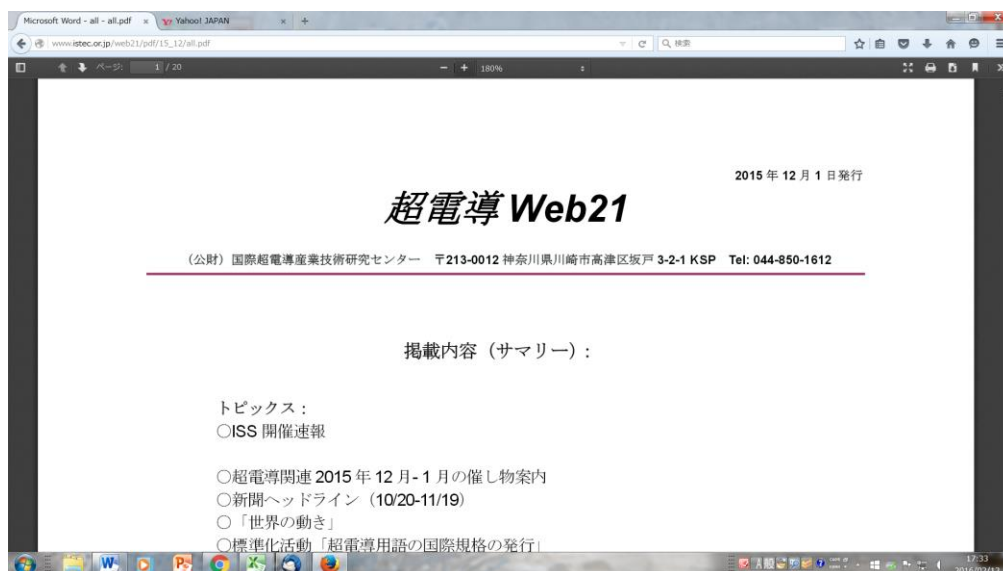 Microsoft Word - all - all.pdf
Yahoo! JAPAN
www.istec.or.jp/web21/pdf/15_12/all.pdf
検索
ページ: 1 / 20
180%
2015 年 12 月 1 日発行
超電導 Web21
（公財）国際超電導産業技術研究センター 〒213-0012 神奈川県川崎市高津区坂戸 3-2-1 KSP Tel: 044-850-1612
掲載内容（サマリー）:
トピックス：
○ISS 開催速報
○超電導関連 2015 年 12 月- 1 月の催し物案内
○新聞ヘッドライン（10/20-11/19）
○「世界の動き」
○標準化活動「超電導用語の国際規格の発行」
17:33